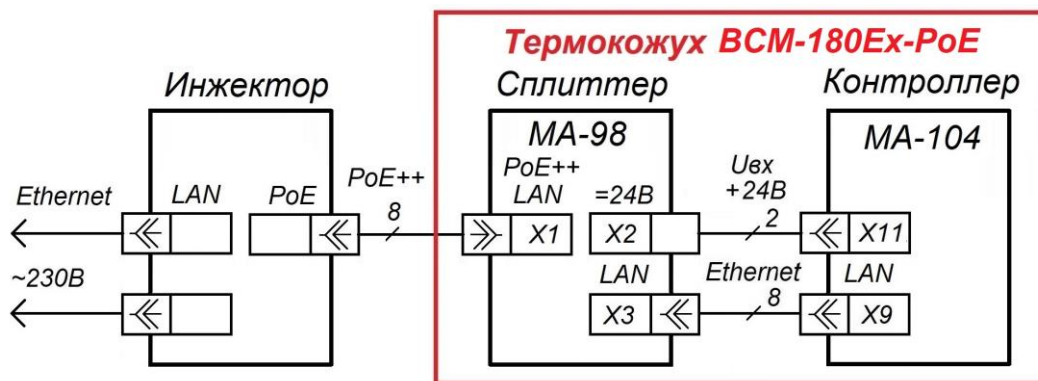 Термокожух ВСМ-180Ех-PoE
Инжектор
Сплиттер
Контроллер
МА-98
МА-104
Ethernet
LAN
PoE
PoE++
8
PoE++
LAN
X1
=24В
X2
Uвх
+24В
2
X11
~230В
LAN
X3
Ethernet
8
LAN
X9